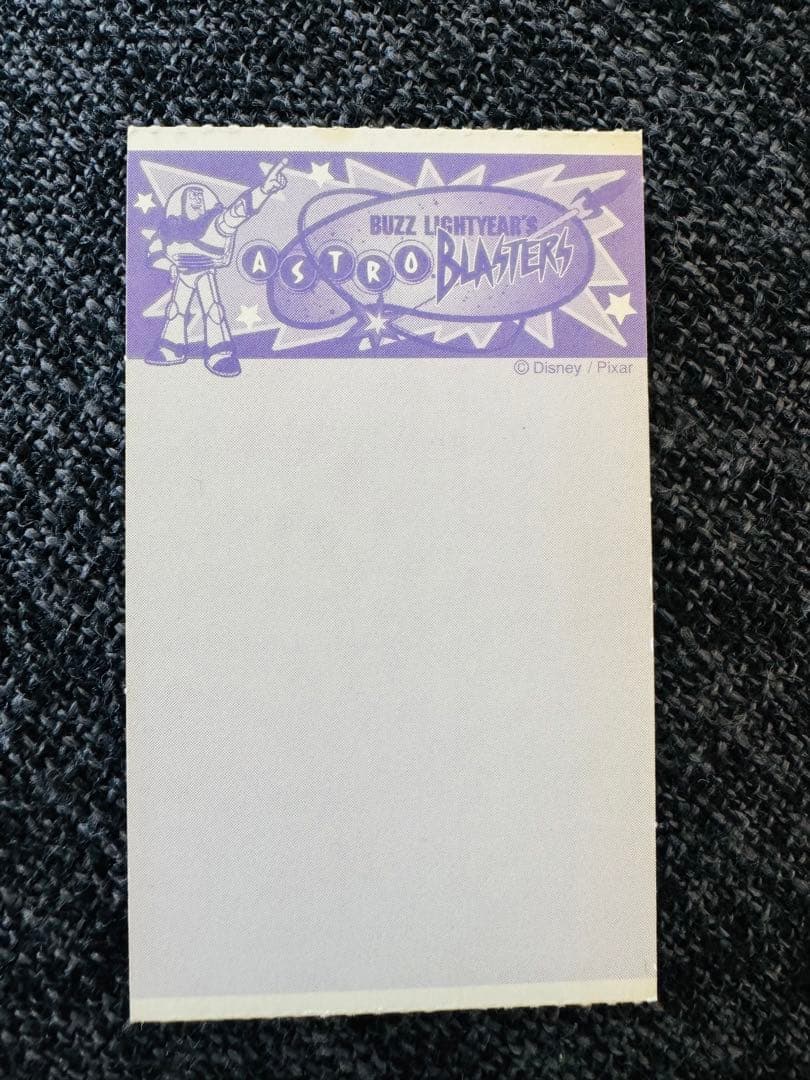 BUZZ LIGHTYEAR'S
ASTRO BLASTERS
© Disney / Pixar